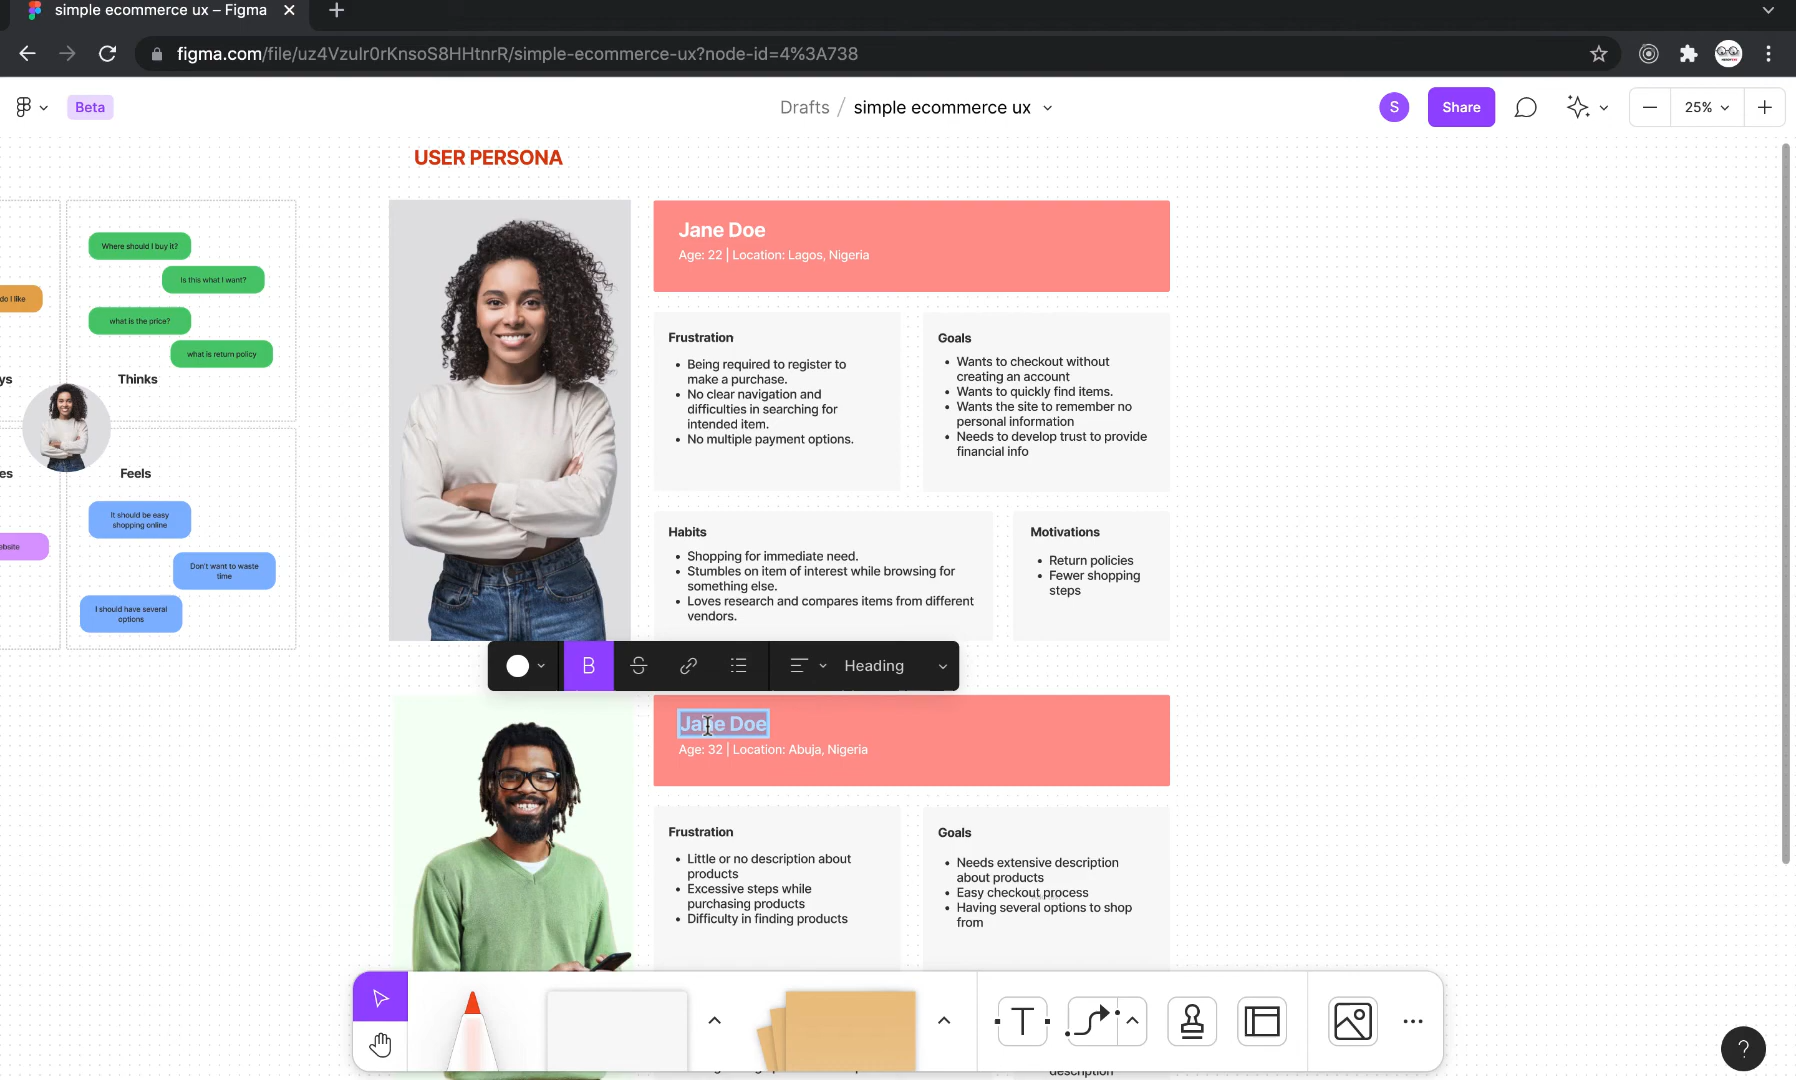 simple ecommerce ux – Figma
figma.com/file/uz4VzuIr0rKnsoS8HHtnrR/simple-ecommerce-ux?node-id=4%3A738
Beta
Drafts / simple ecommerce ux
S
Share
25%
USER PERSONA
Where should I buy it?
Is this what I want?
do I like
what is the price?
what is return policy
ys
Thinks
es
Feels
It should be easy
shopping online
ebsite
Don't want to waste
time
I should have several
options
Jane Doe
Age: 22 | Location: Lagos, Nigeria
Frustration
• Being required to register to
make a purchase.
• No clear navigation and
difficulties in searching for
intended item.
• No multiple payment options.
Goals
• Wants to checkout without
creating an account
• Wants to quickly find items.
• Wants the site to remember no
personal information
• Needs to develop trust to provide
financial info
Habits
• Shopping for immediate need.
• Stumbles on item of interest while browsing for
something else.
• Loves research and compares items from different
vendors.
Motivations
• Return policies
• Fewer shopping
steps
B
S
Heading
Jane Doe
Age: 32 | Location: Abuja, Nigeria
Frustration
• Little or no description about
products
• Excessive steps while
purchasing products
• Difficulty in finding products
Goals
• Needs extensive description
about products
• Easy checkout process
• Having several options to shop
from
T
description
?